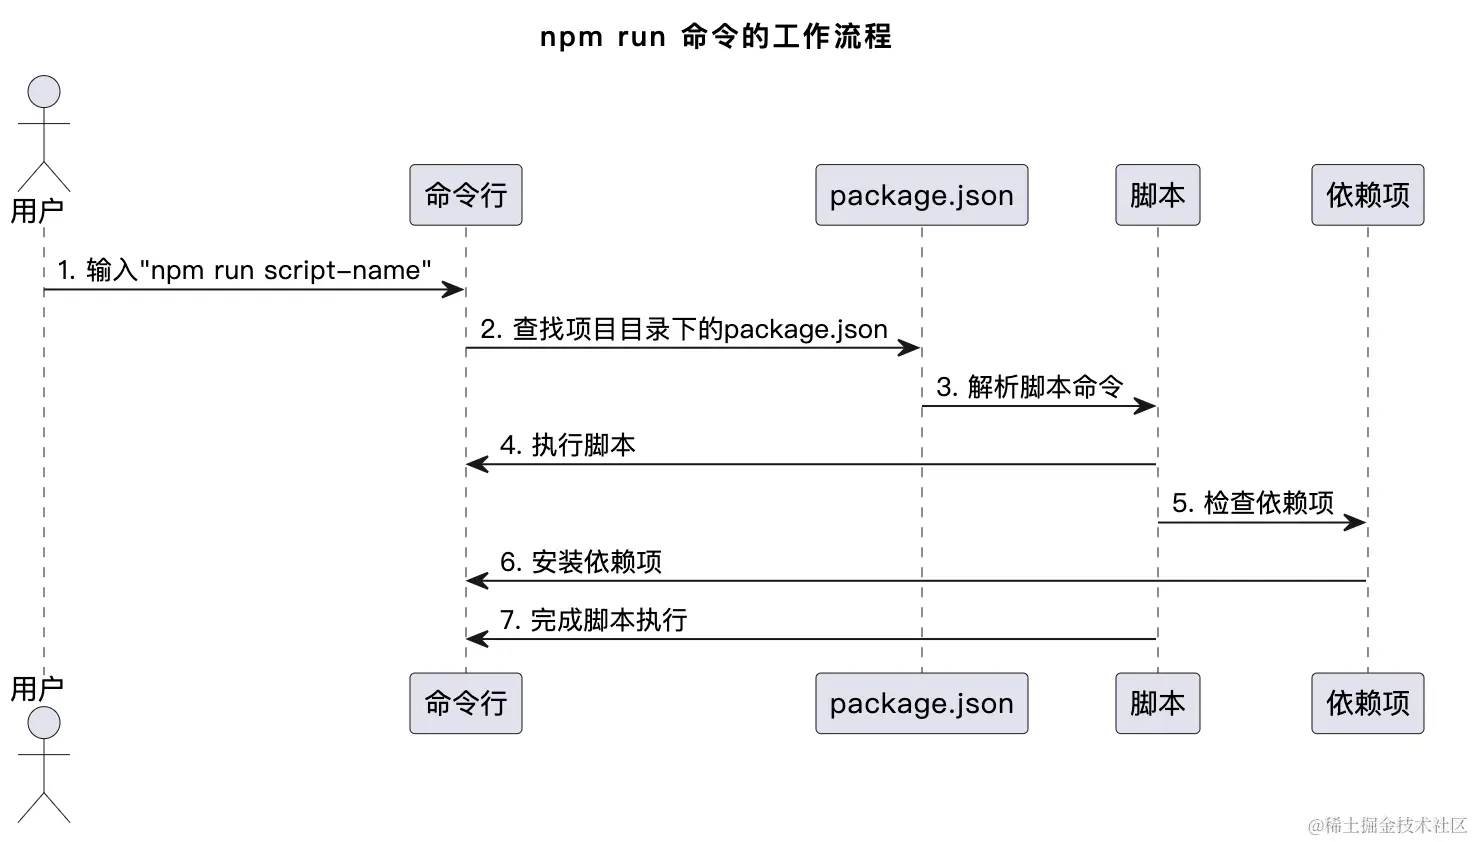 npm run 命令的工作流程
用户
命令行
package.json
脚本
依赖项
1. 输入"npm run script-name"
2. 查找项目目录下的package.json
3. 解析脚本命令
4. 执行脚本
5. 检查依赖项
6. 安装依赖项
7. 完成脚本执行
用户
命令行
package.json
脚本
依赖项
@稀土掘金技术社区